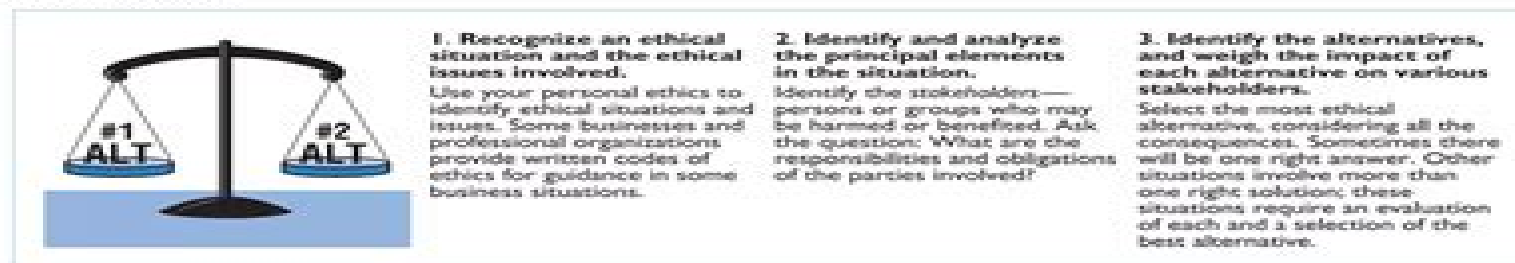 #1
ALT
#2
ALT
1. Recognize an ethical
situation and the ethical
issues involved.
Use your personal ethics to
identify ethical situations and
issues. Some businesses and
professional organizations
provide written codes of
ethics for guidance in some
business situations.
2. Identify and analyze
the principal elements
in the situation.
Identify the stakeholders—
persons or groups who may
be harmed or benefited. Ask
the question: What are the
responsibilities and obligations
of the parties involved?
3. Identify the alternatives,
and weigh the impact of
each alternative on various
stakeholders.
Select the most ethical
alternative, considering all the
consequences. Sometimes there
will be one right answer. Other
situations involve more than
one right solution; these
situations require an evaluation
of each and a selection of the
best alternative.